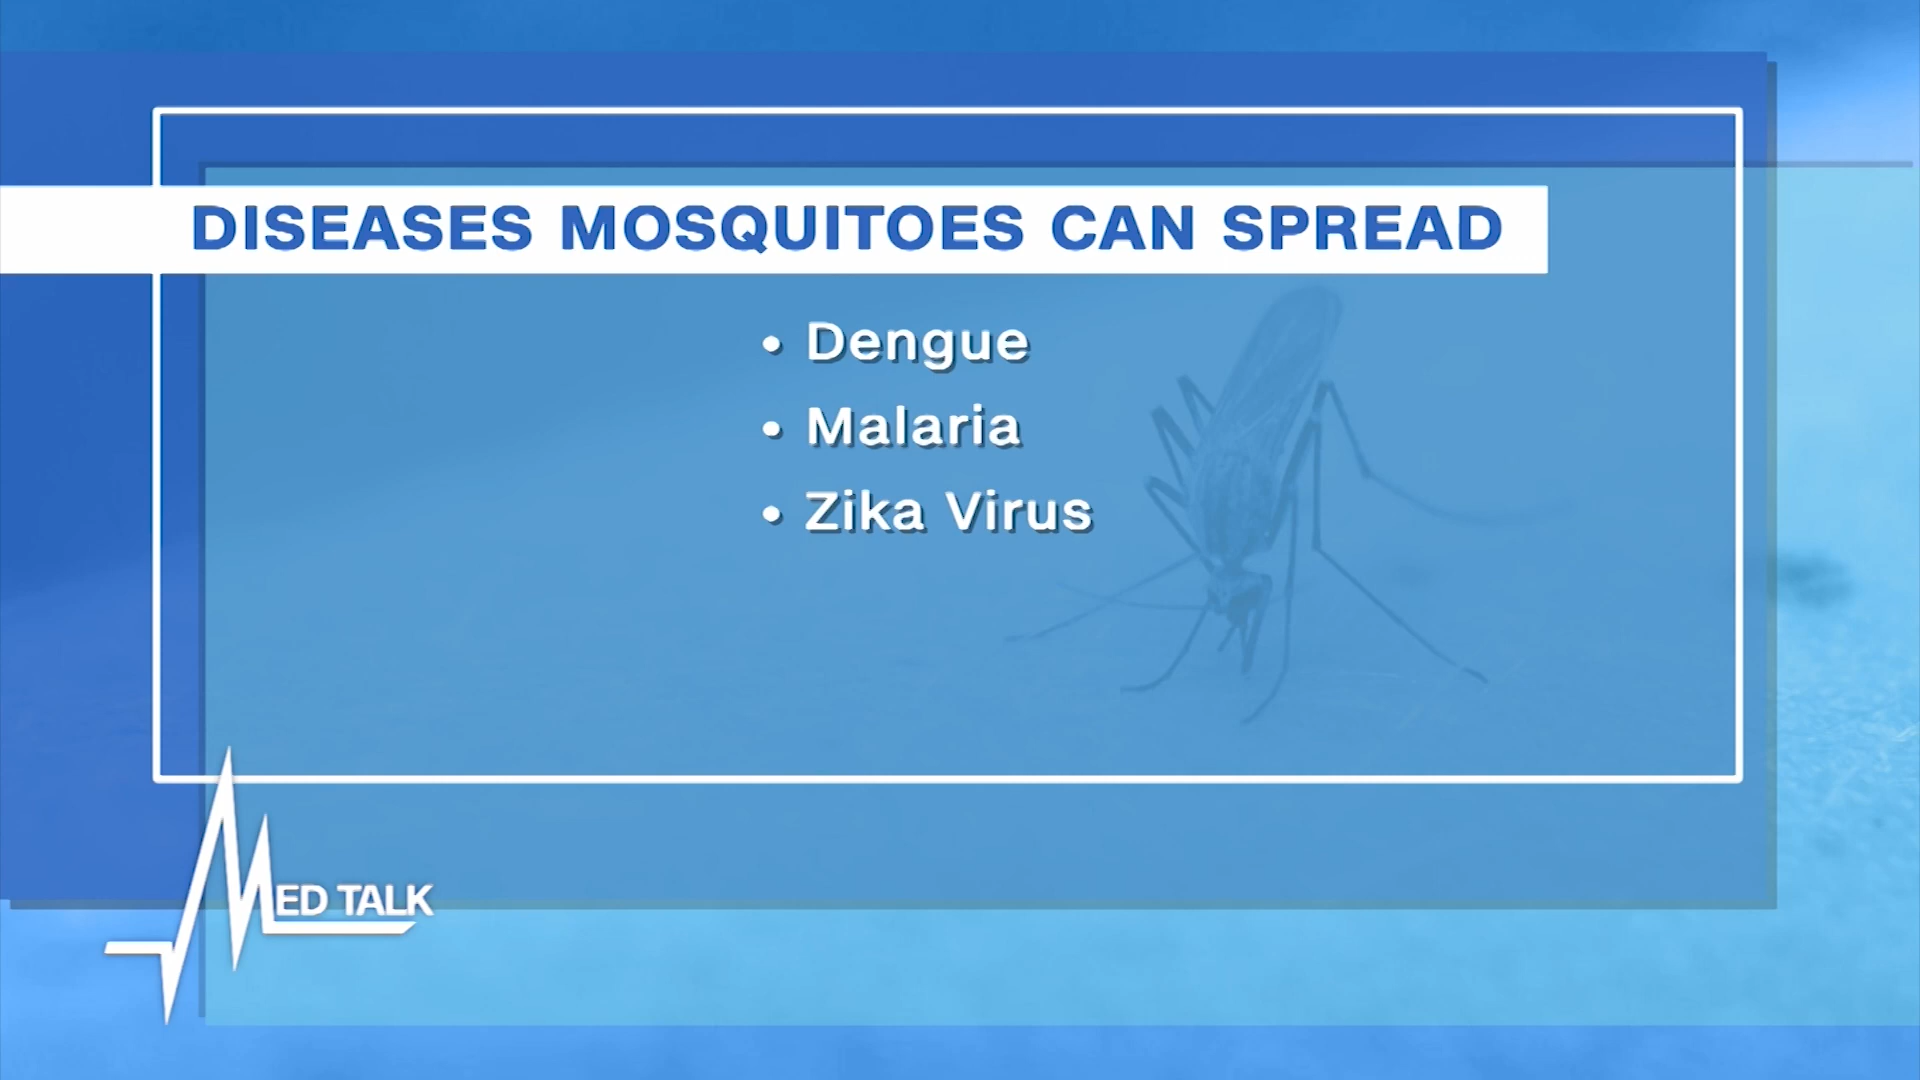 DISEASES MOSQUITOES CAN SPREAD
• Dengue
• Malaria
• Zika Virus
MED TALK